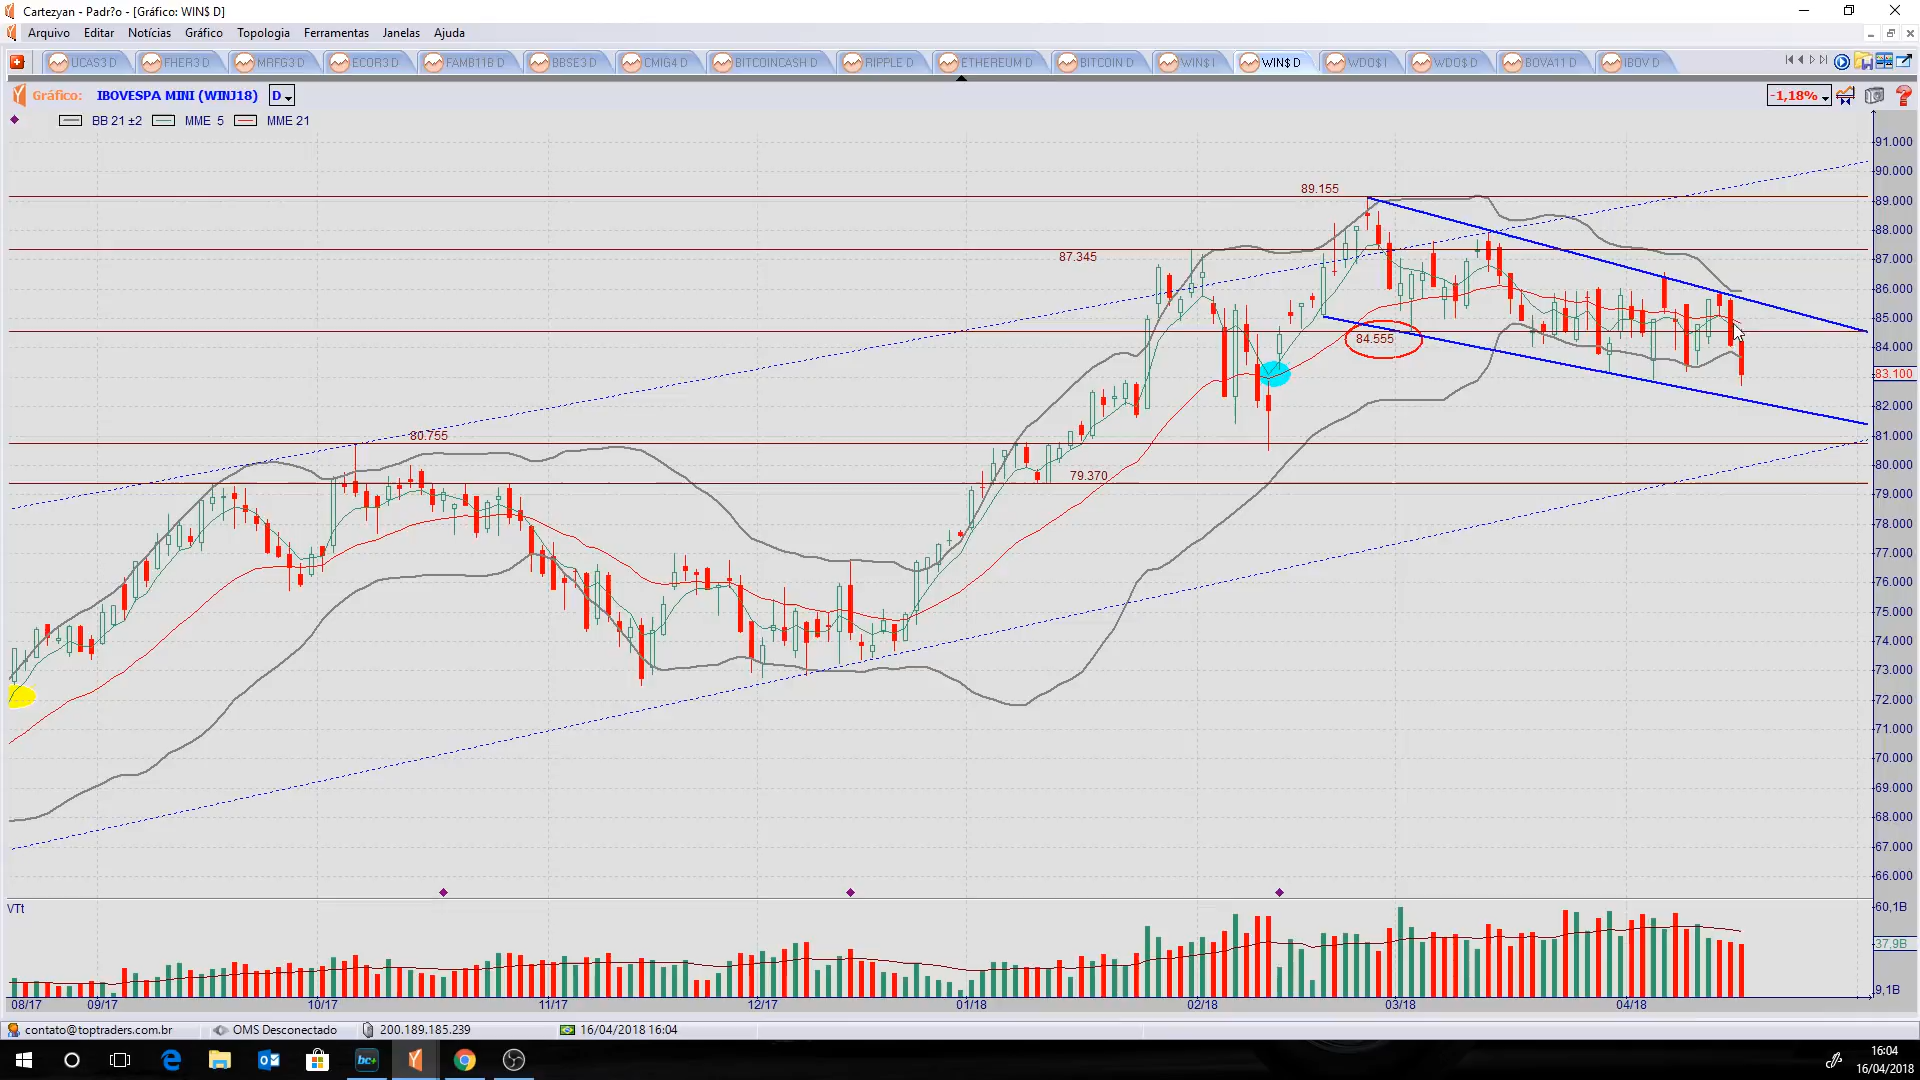 Cartezyan - Padr?o - [Gráfico: WIN$ D]
Arquivo Editar Notícias Gráfico Topologia Ferramentas Janelas Ajuda
UCAS3 D FHER3 D MRFG3 D ECOR3 D FAMB11B D BBSE3 D CMIG4 D BITCOINCASH D RIPPLE D ETHEREUM D BITCOIN D WIN$ I WIN$ D WDO$ I WDO$ D BOVA11 D IBOV D
Gráfico: IBOVESPA MINI (WINJ18) D -1,18%
BB 21 ±2 MME 5 MME 21
91.000
90.000
89.155
89.000
88.000
87.345
87.000
86.000
85.000
84.555
84.000
83.100
82.000
80.755
81.000
79.370
80.000
79.000
78.000
77.000
76.000
75.000
74.000
73.000
72.000
71.000
70.000
69.000
68.000
67.000
66.000
VTt
60,1B
37,9B
9,1B
08/17 09/17 10/17 11/17 12/17 01/18 02/18 03/18 04/18
contato@toptraders.com.br OMS Desconectado 200.189.185.239 16/04/2018 16:04
bc+
16:04
16/04/2018